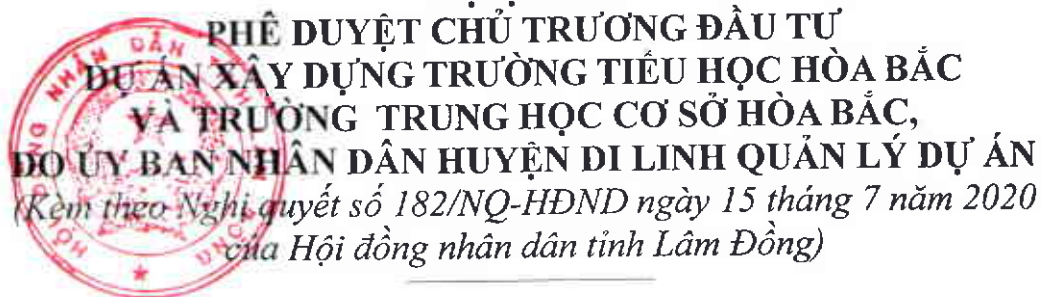 PHÊ DUYỆT CHỦ TRƯƠNG ĐẦU TƯ
DỰ ÁN XÂY DỰNG TRƯỜNG TIỂU HỌC HÒA BẮC
VÀ TRƯỜNG TRUNG HỌC CƠ SỞ HÒA BẮC,
DO ỦY BAN NHÂN DÂN HUYỆN DI LINH QUẢN LÝ DỰ ÁN
(Kèm theo Nghị quyết số 182/NQ-HĐND ngày 15 tháng 7 năm 2020
của Hội đồng nhân dân tỉnh Lâm Đồng)